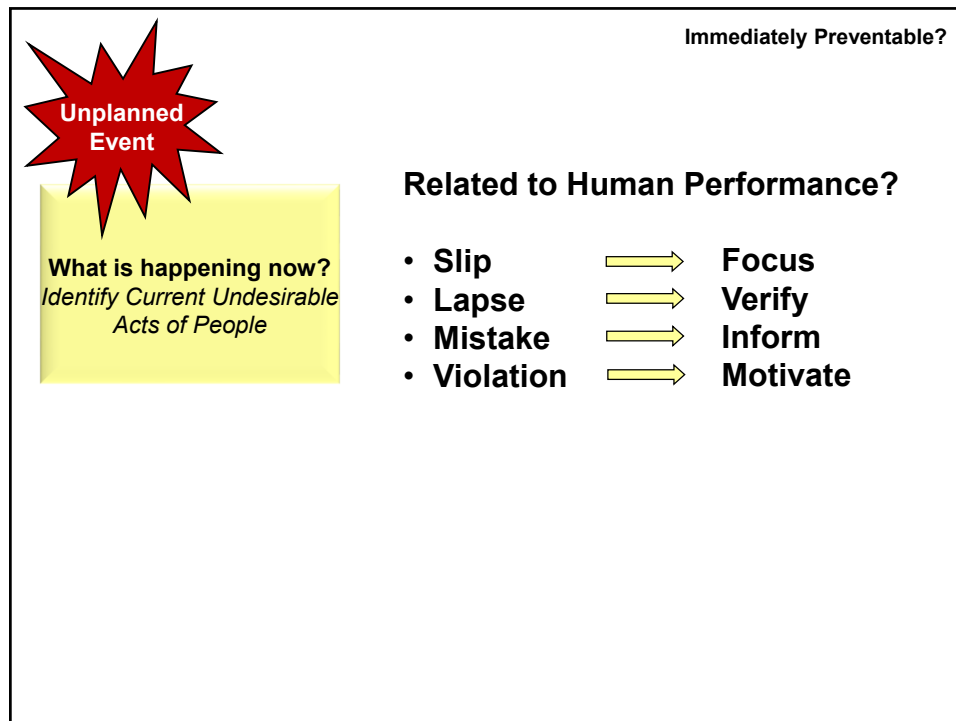 Immediately Preventable?
Unplanned
Event
What is happening now?
Identify Current Undesirable
Acts of People
Related to Human Performance?
• Slip Focus
• Lapse Verify
• Mistake Inform
• Violation Motivate